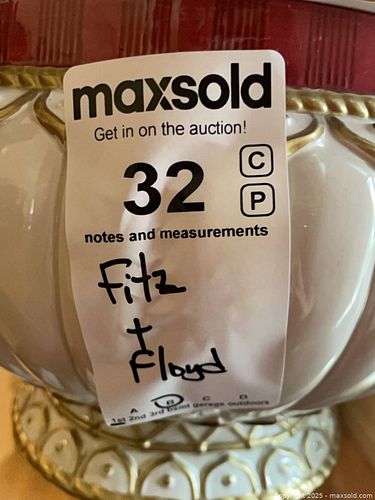 maxsold
Get in on the auction!
32
C
P
notes and measurements
Fitz
+
Floyd
A B C D
1st 2nd 3rd bsmt garage outdoors
Copyright 2025 - maxsold.com